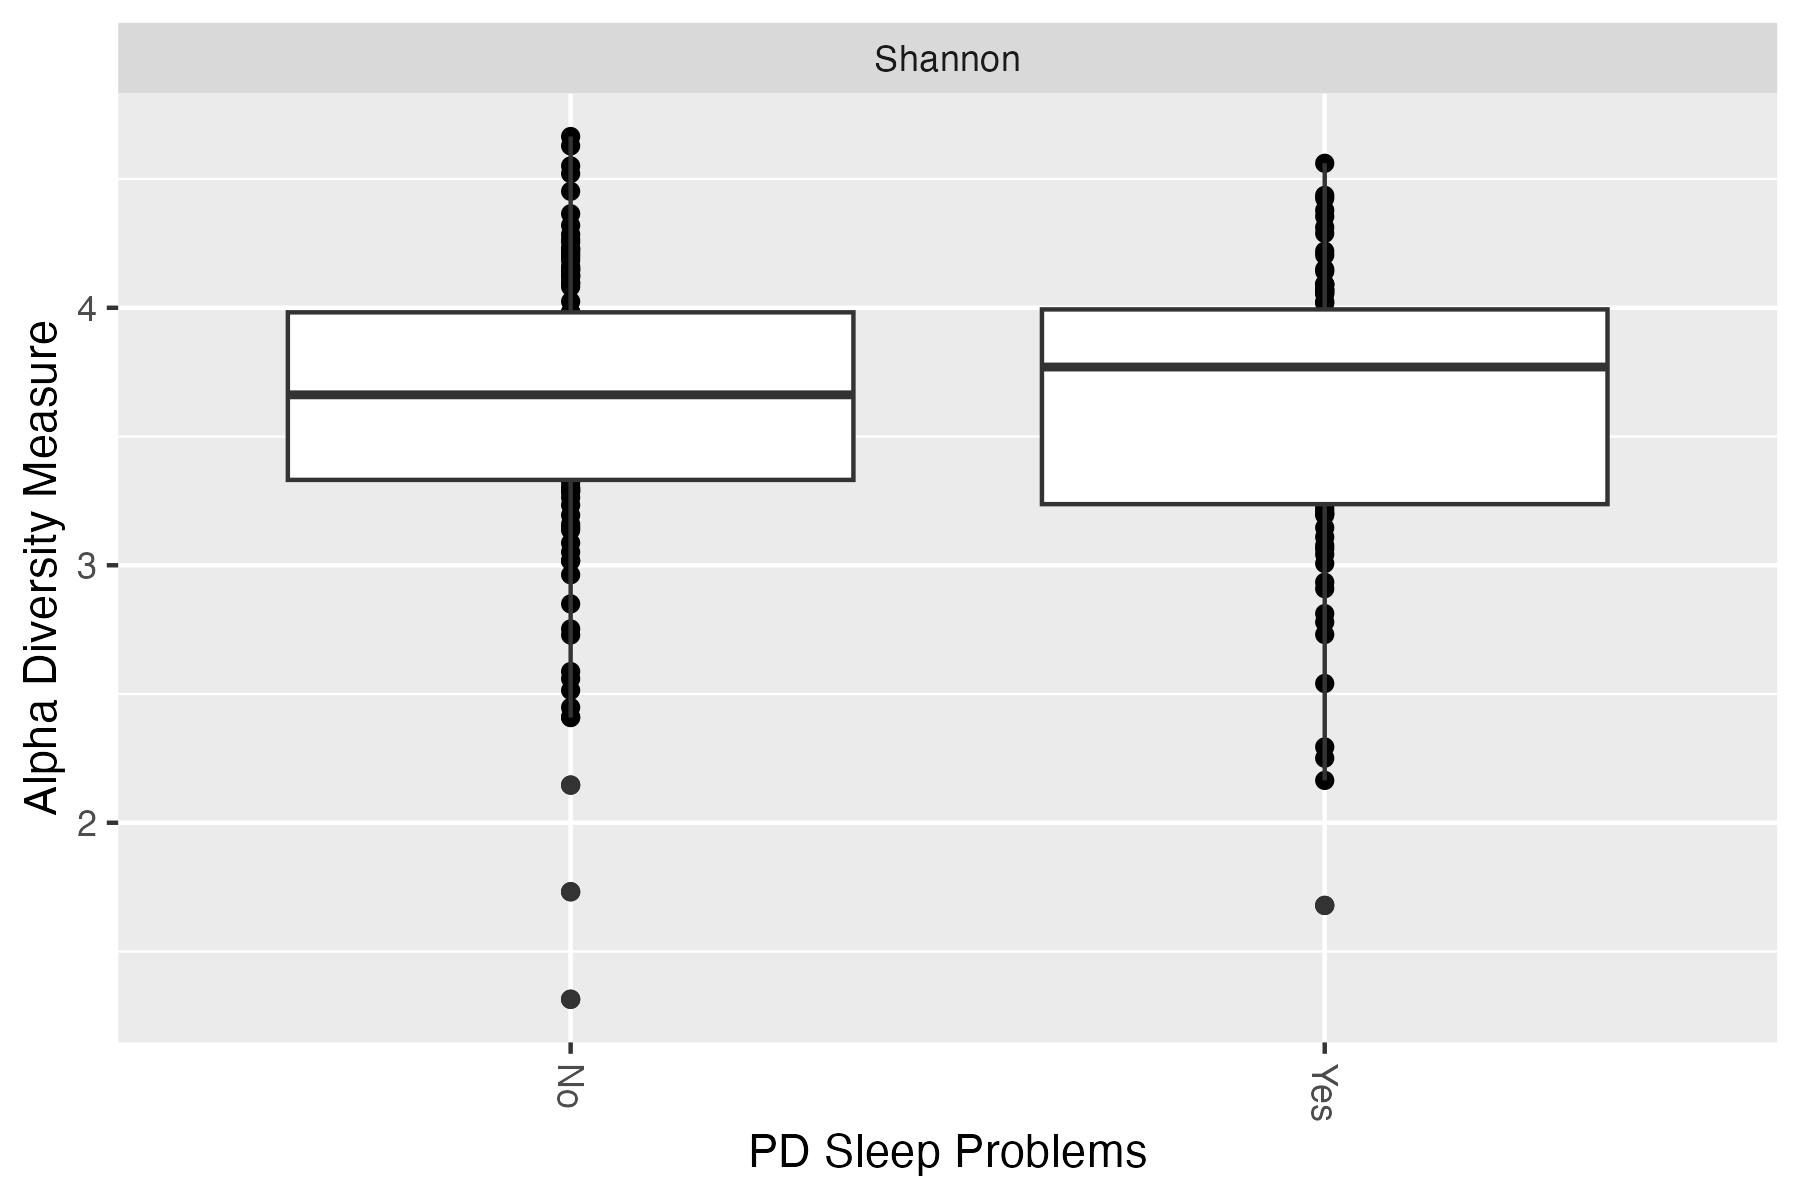 Shannon
Alpha Diversity Measure
4
3
2
No
Yes
PD Sleep Problems